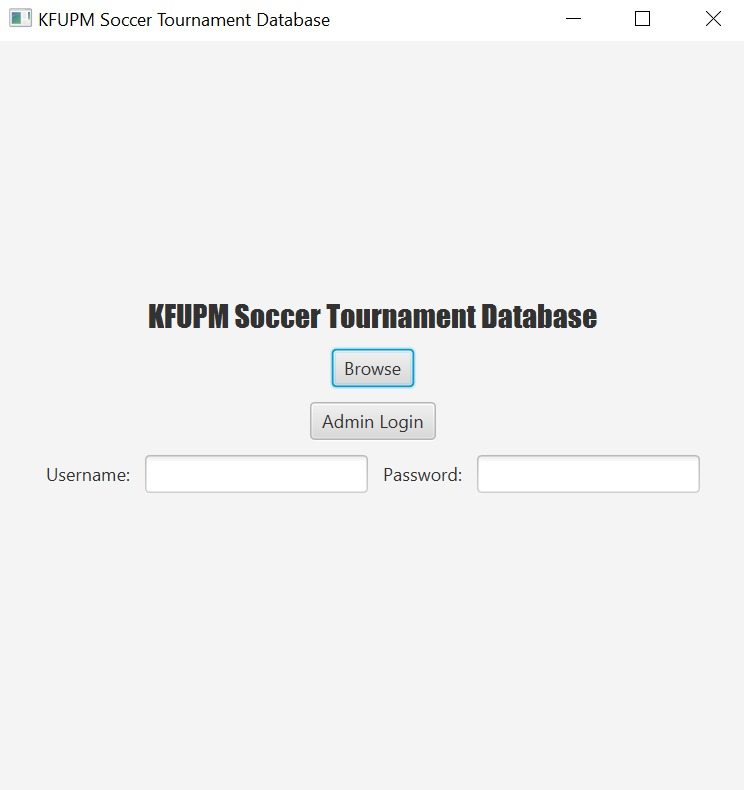 KFUPM Soccer Tournament Database
KFUPM Soccer Tournament Database
Browse
Admin Login
Username: Password: